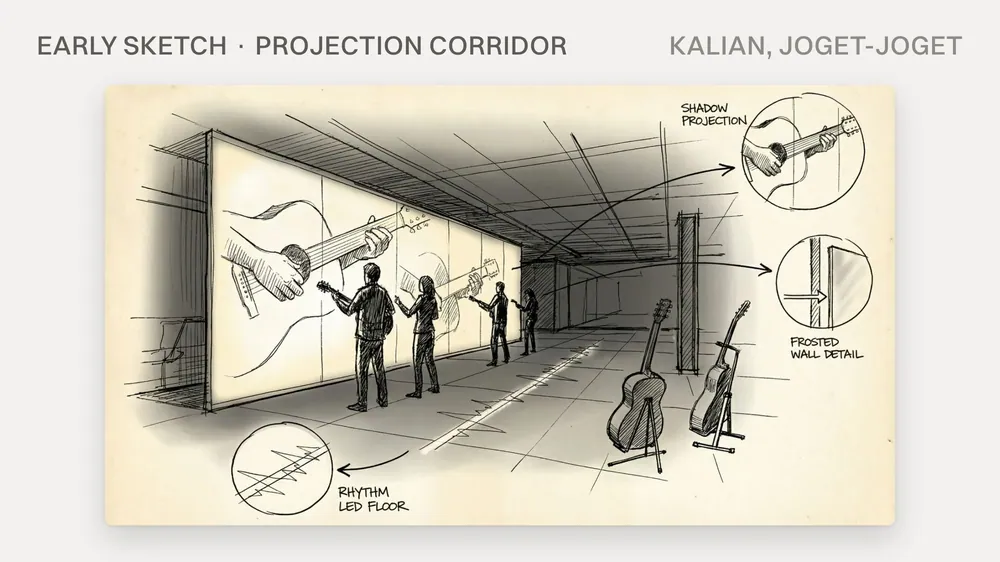 EARLY SKETCH · PROJECTION CORRIDOR
KALIAN, JOGET-JOGET
SHADOW
PROJECTION
FROSTED
WALL DETAIL
RHYTHM
LED FLOOR